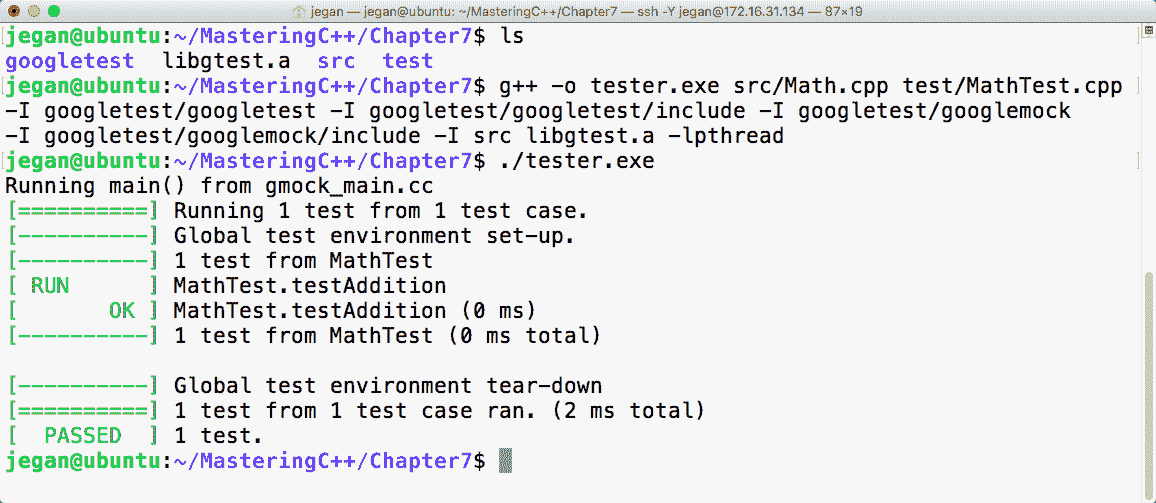 jegan — jegan@ubuntu: ~/MasteringC++/Chapter7 — ssh -Y jegan@172.16.31.134 — 87×19
jegan@ubuntu:~/MasteringC++/Chapter7$ ls
googletest  libgtest.a  src  test
jegan@ubuntu:~/MasteringC++/Chapter7$ g++ -o tester.exe src/Math.cpp test/MathTest.cpp
-I googletest/googletest -I googletest/googletest/include -I googletest/googlemock
-I googletest/googlemock/include -I src libgtest.a -lpthread
jegan@ubuntu:~/MasteringC++/Chapter7$ ./tester.exe
Running main() from gmock_main.cc
[==========] Running 1 test from 1 test case.
[----------] Global test environment set-up.
[----------] 1 test from MathTest
[ RUN      ] MathTest.testAddition
[       OK ] MathTest.testAddition (0 ms)
[----------] 1 test from MathTest (0 ms total)
[----------] Global test environment tear-down
[==========] 1 test from 1 test case ran. (2 ms total)
[  PASSED  ] 1 test.
jegan@ubuntu:~/MasteringC++/Chapter7$